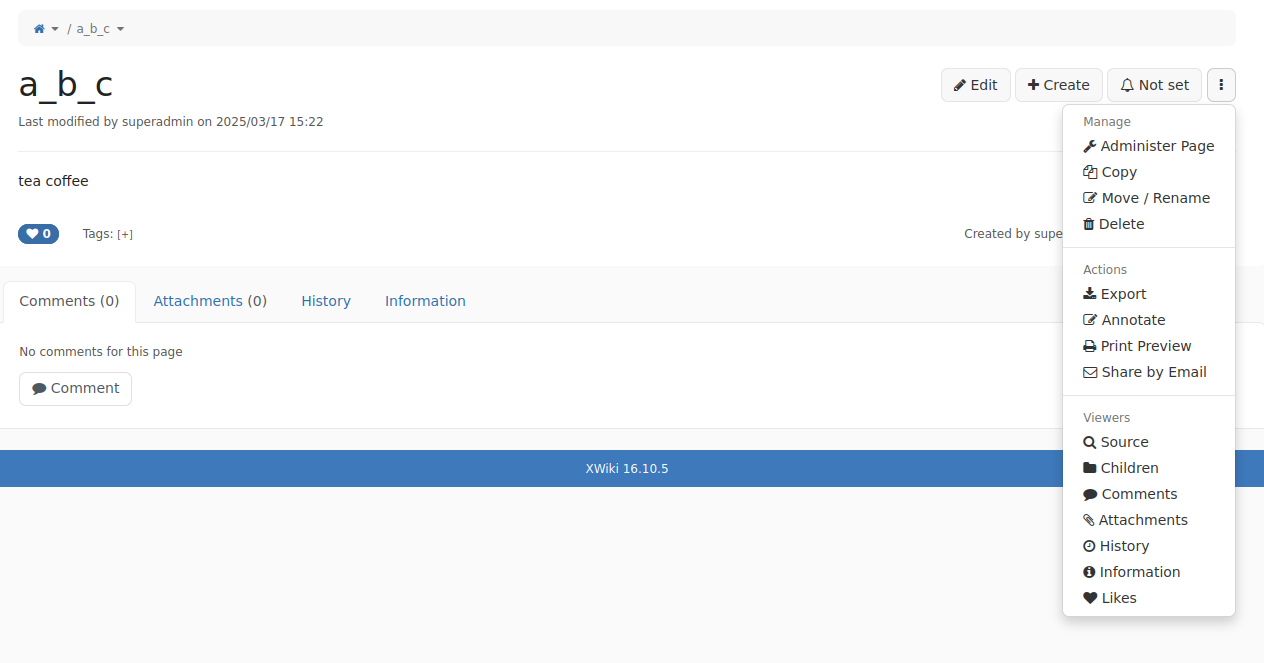 / a_b_c
a_b_c
Edit
Create
Not set
Last modified by superadmin on 2025/03/17 15:22
tea coffee
0
Tags: [+]
Created by supe
Comments (0)
Attachments (0)
History
Information
No comments for this page
Comment
XWiki 16.10.5
Manage
Administer Page
Copy
Move / Rename
Delete
Actions
Export
Annotate
Print Preview
Share by Email
Viewers
Source
Children
Comments
Attachments
History
Information
Likes